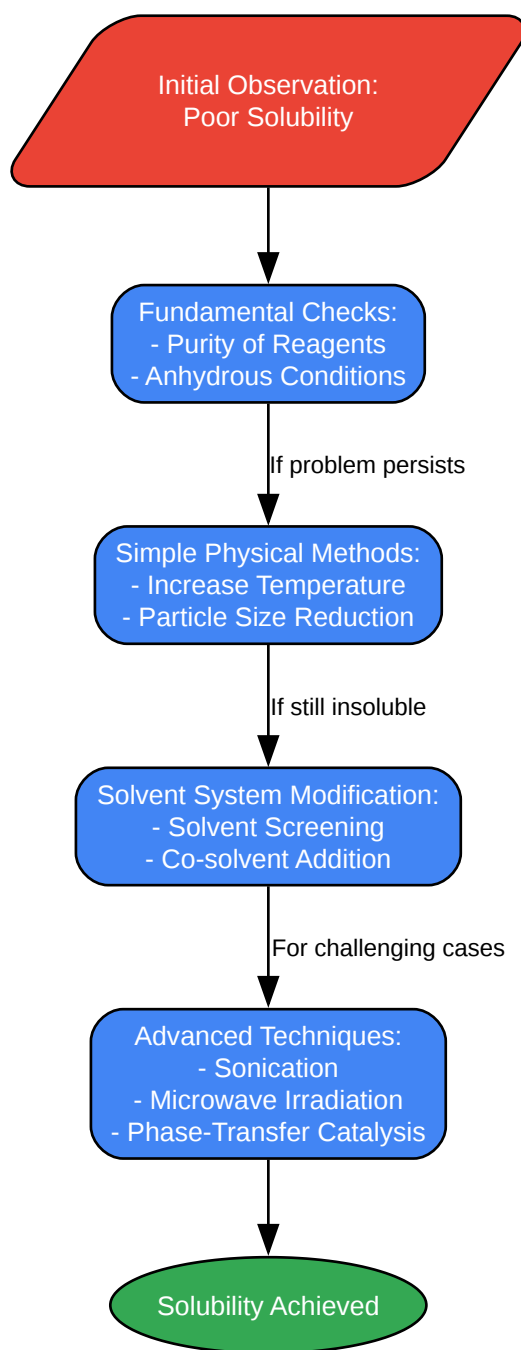 Initial Observation:
Poor Solubility
Fundamental Checks:
- Purity of Reagents
- Anhydrous Conditions
If problem persists
Simple Physical Methods:
- Increase Temperature
- Particle Size Reduction
If still insoluble
Solvent System Modification:
- Solvent Screening
- Co-solvent Addition
For challenging cases
Advanced Techniques:
- Sonication
- Microwave Irradiation
- Phase-Transfer Catalysis
Solubility Achieved